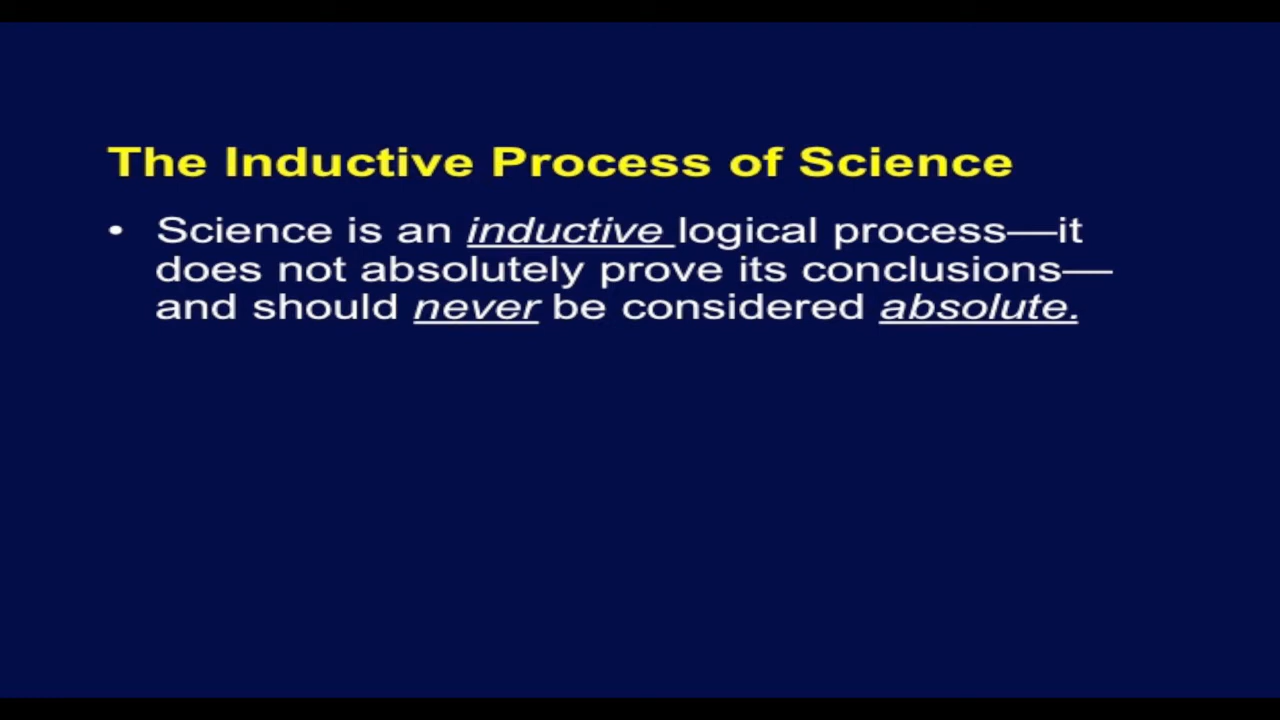 The Inductive Process of Science
• Science is an inductive logical process—it
does not absolutely prove its conclusions—
and should never be considered absolute.